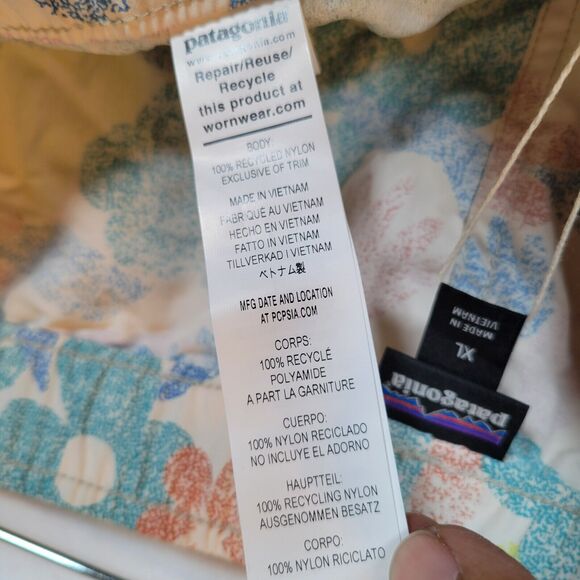 patagonia
www.patagonia.com
Repair/Reuse/
Recycle
this product at
wornwear.com
BODY:
100% RECYCLED NYLON
EXCLUSIVE OF TRIM
MADE IN VIETNAM
FABRIQUÉ AU VIETNAM
HECHO EN VIETNAM
FATTO IN VIETNAM
TILLVERKAD I VIETNAM
ベトナム製
MFG DATE AND LOCATION
AT PCPSIA.COM
CORPS:
100% RECYCLÉ
POLYAMIDE
A PART LA GARNITURE
CUERPO:
100% NYLON RECICLADO
NO INCLUYE EL ADORNO
HAUPTTEIL:
100% RECYCLING NYLON
AUSGENOMMEN BESATZ
CORPO:
100% NYLON RICICLATO
XL
MADE IN
VIETNAM
patagonia